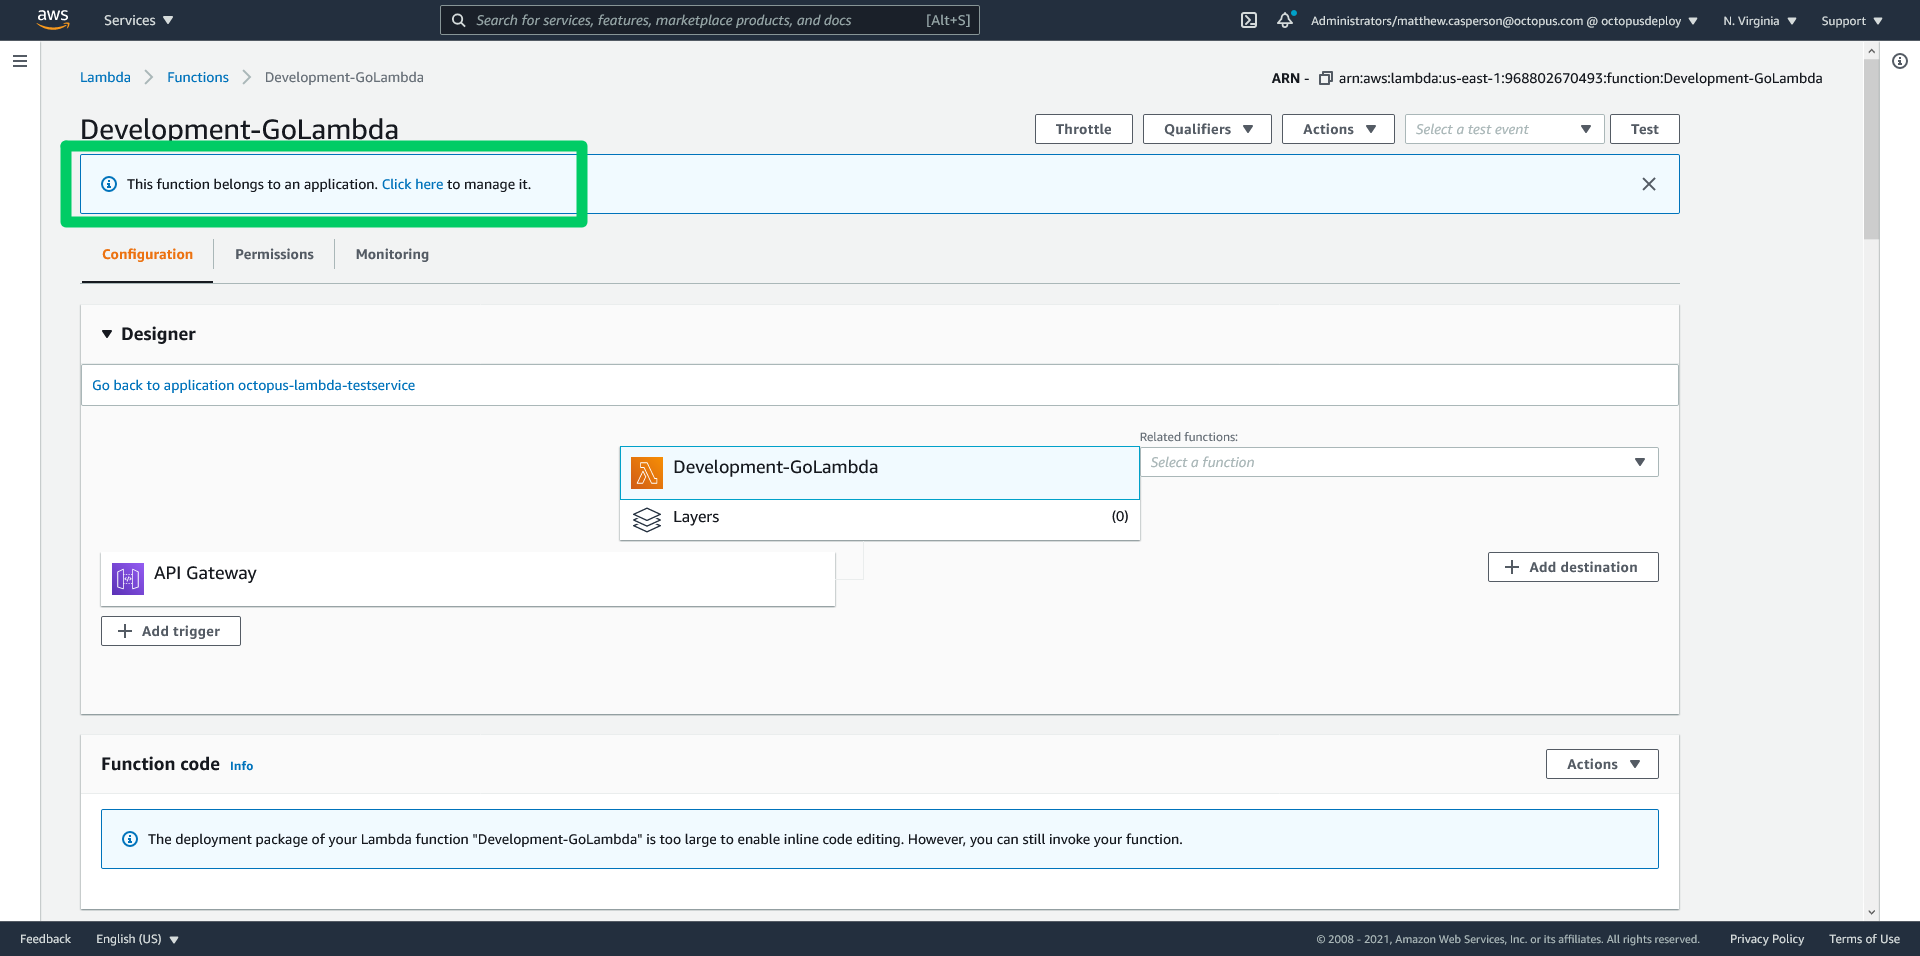 aws
Services
Search for services, features, marketplace products, and docs [Alt+S]
Administrators/matthew.casperson@octopus.com @ octopusdeploy
N. Virginia
Support
Lambda Functions Development-GoLambda
ARN - arn:aws:lambda:us-east-1:968802670493:function:Development-GoLambda
Development-GoLambda
Throttle
Qualifiers
Actions
Select a test event
Test
This function belongs to an application. Click here to manage it.
Configuration
Permissions
Monitoring
Designer
Go back to application octopus-lambda-testservice
Related functions:
Development-GoLambda
Select a function
Layers (0)
API Gateway
Add destination
Add trigger
Function code Info
Actions
The deployment package of your Lambda function "Development-GoLambda" is too large to enable inline code editing. However, you can still invoke your function.
Feedback
English (US)
© 2008 - 2021, Amazon Web Services, Inc. or its affiliates. All rights reserved.
Privacy Policy
Terms of Use